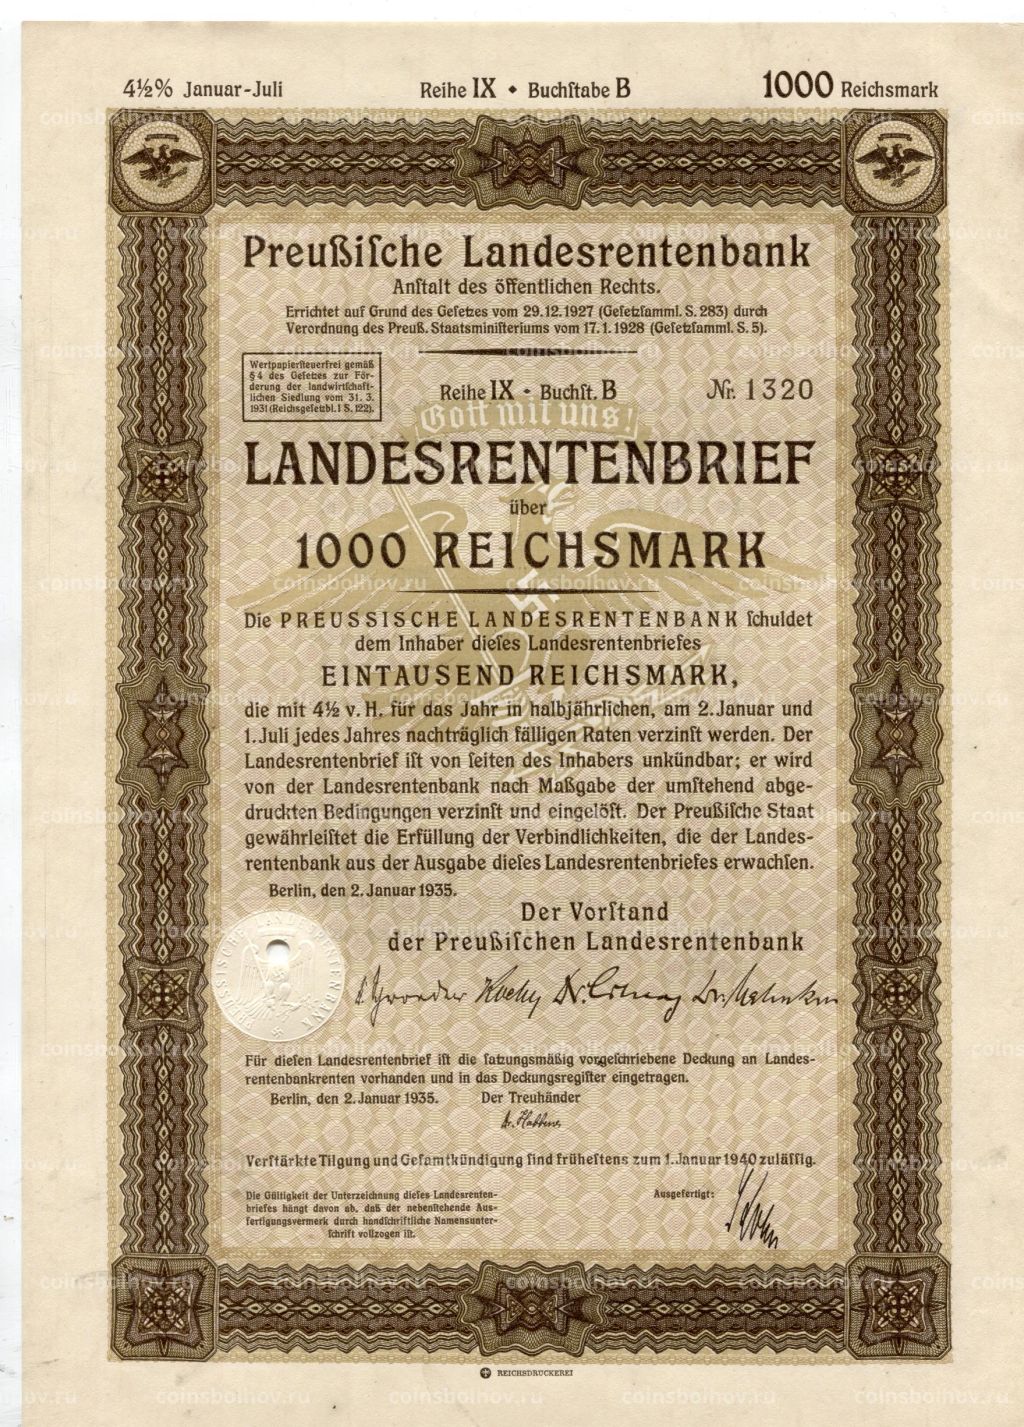 4½% Januar-Juli
Reihe IX • Buchſtabe B
1000 Reichsmark
Preußiſche Landesrentenbank
Anſtalt des öffentlichen Rechts.
Errichtet auf Grund des Geſetzes vom 29.12.1927 (Geſetzſamml. S. 283) durch
Verordnung des Preuß. Staatsminiſteriums vom 17.1.1928 (Geſetzſamml. S. 5).
Wertpapierſteuerfrei gemäß
§ 4 des Geſetzes zur För-
derung der landwirtſchaft-
lichen Siedlung vom 31. 3.
1931 (Reichsgeſetzbl. I S. 122).
Reihe IX • Buchſt. B
Nr. 1320
Gott mit uns!
LANDESRENTENBRIEF
über
1000 REICHSMARK
Die PREUSSISCHE LANDESRENTENBANK ſchuldet
dem Inhaber dieſes Landesrentenbriefes
EINTAUSEND REICHSMARK,
die mit 4½ v. H. für das Jahr in halbjährlichen, am 2. Januar und
1. Juli jedes Jahres nachträglich fälligen Raten verzinſt werden. Der
Landesrentenbrief iſt von ſeiten des Inhabers unkündbar; er wird
von der Landesrentenbank nach Maßgabe der umſtehend abge-
druckten Bedingungen verzinſt und eingelöſt. Der Preußiſche Staat
gewährleiſtet die Erfüllung der Verbindlichkeiten, die der Landes-
rentenbank aus der Ausgabe dieſes Landesrentenbriefes erwachſen.
Berlin, den 2. Januar 1935.
Der Vorſtand
der Preußiſchen Landesrentenbank
PREUSSISCHE LANDESRENTENBANK
Für dieſen Landesrentenbrief iſt die ſatzungsmäßig vorgeſchriebene Deckung an Landes-
rentenbankrenten vorhanden und in das Deckungsregiſter eingetragen.
Berlin, den 2. Januar 1935. Der Treuhänder
Verſtärkte Tilgung und Geſamtkündigung ſind früheſtens zum 1. Januar 1940 zuläſſig.
Die Gültigkeit der Unterzeichnung dieſes Landesrenten-
briefes hängt davon ab, daß der nebenſtehende Aus-
fertigungsvermerk durch handſchriftliche Namensunter-
ſchrift vollzogen iſt.
Ausgefertigt:
REICHSDRUCKEREI
coinsbolhov.ru